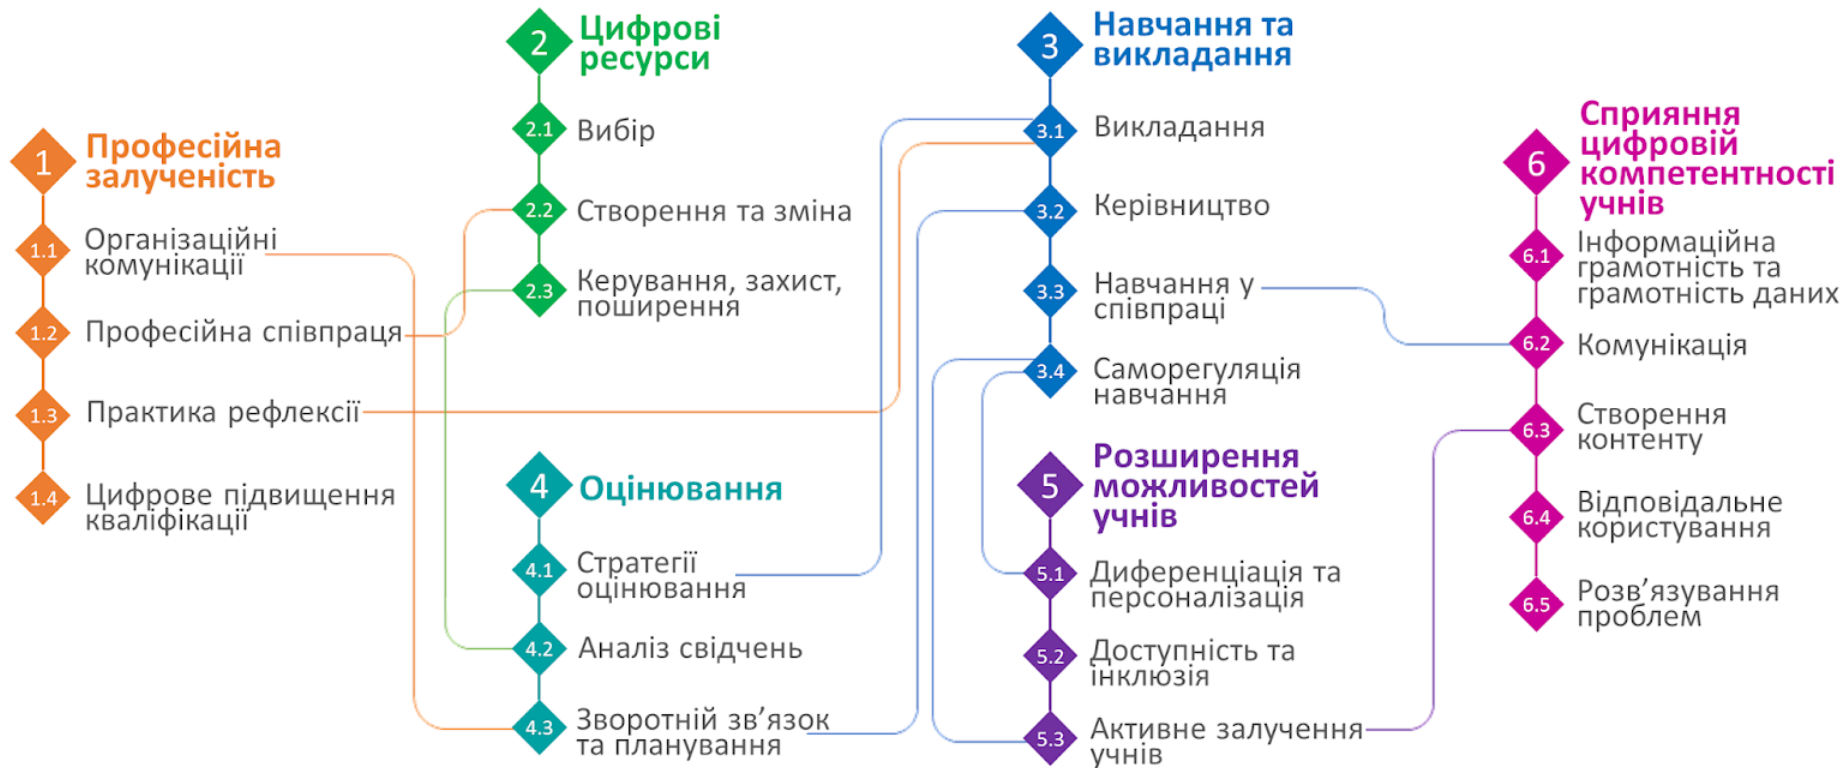 1
Професійна
залученість
1.1
Організаційні
комунікації
1.2
Професійна співпраця
1.3
Практика рефлексії
1.4
Цифрове підвищення
кваліфікації
2
Цифрові
ресурси
2.1
Вибір
2.2
Створення та зміна
2.3
Керування, захист,
поширення
3
Навчання та
викладання
3.1
Викладання
3.2
Керівництво
3.3
Навчання у
співпраці
3.4
Саморегуляція
навчання
4
Оцінювання
4.1
Стратегії
оцінювання
4.2
Аналіз свідчень
4.3
Зворотній зв’язок
та планування
5
Розширення
можливостей
учнів
5.1
Диференціація та
персоналізація
5.2
Доступність та
інклюзія
5.3
Активне залучення
учнів
6
Сприяння
цифровій
компетентності
учнів
6.1
Інформаційна
грамотність та
грамотність даних
6.2
Комунікація
6.3
Створення
контенту
6.4
Відповідальне
користування
6.5
Розв’язування
проблем